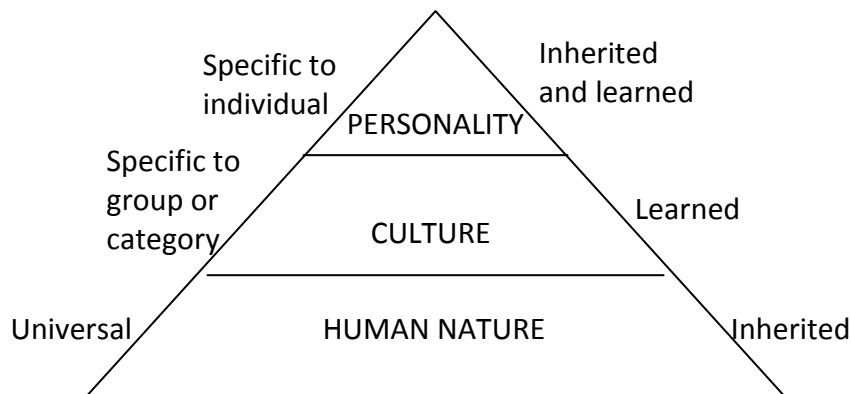 Specific to
individual
Inherited
and learned
PERSONALITY
Specific to
group or
category
Learned
CULTURE
Universal
HUMAN NATURE
Inherited